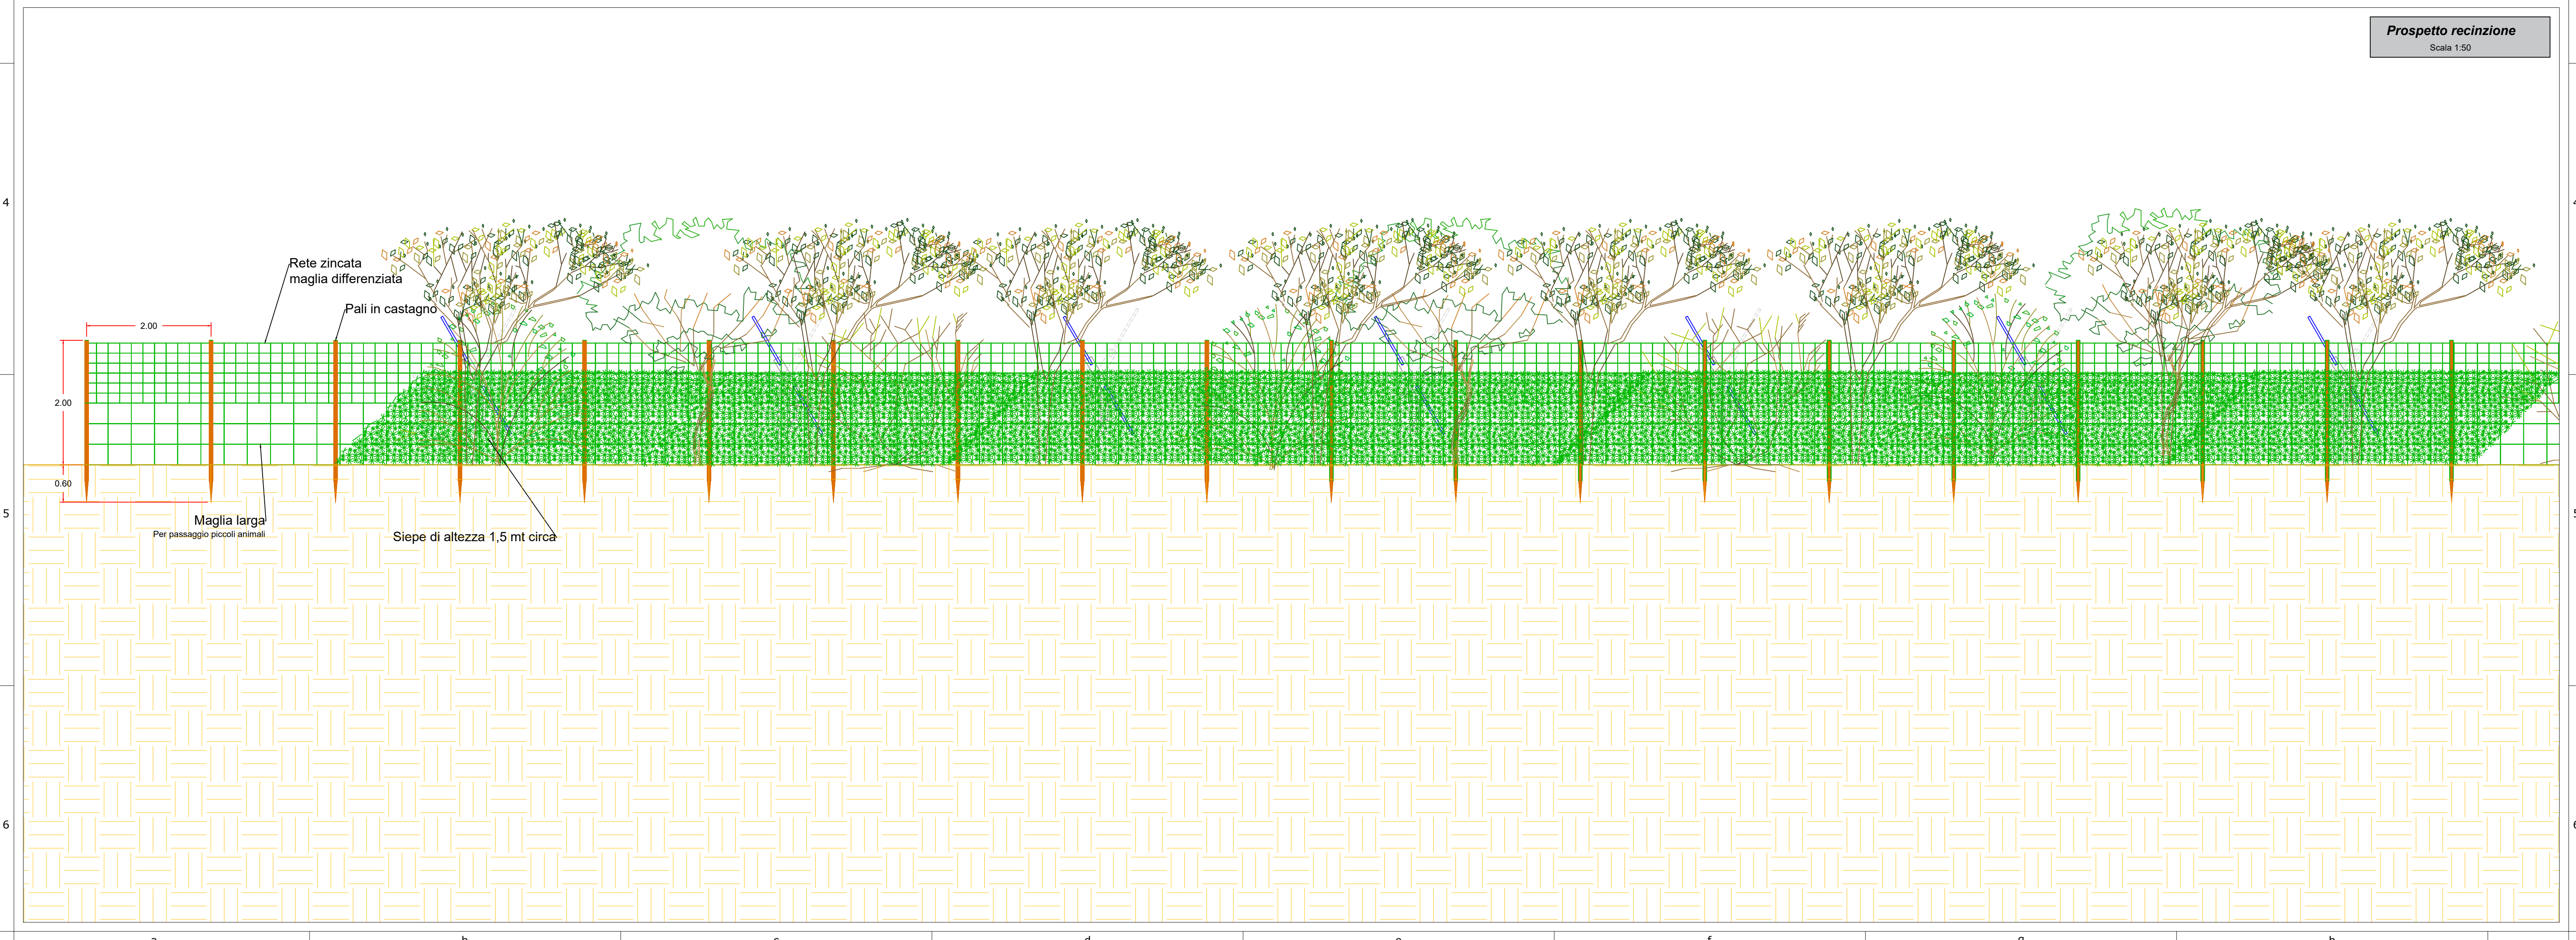 Prospetto recinzione
Scala 1:50
4
Rete zincata
maglia differenziata
Pali in castagno
2.00
2.00
0.60
5
Maglia larga
Per passaggio piccoli animali
Siepe di altezza 1,5 mt circa
6